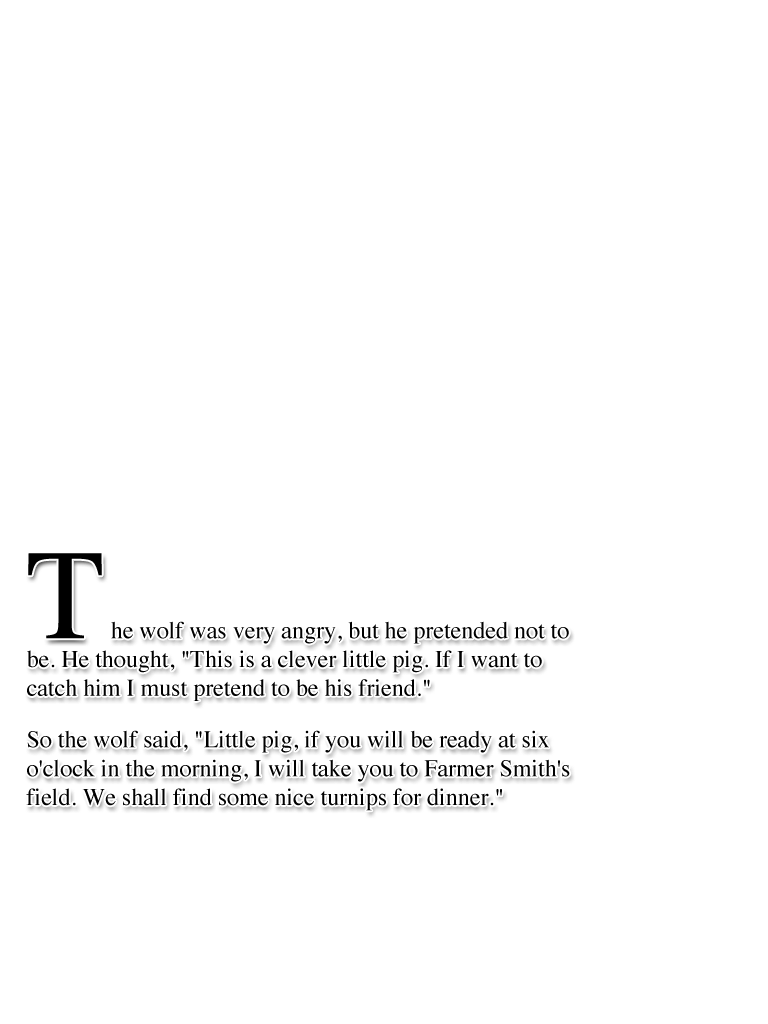 The wolf was very angry, but he pretended not to
be. He thought, "This is a clever little pig. If I want to
catch him I must pretend to be his friend."
So the wolf said, "Little pig, if you will be ready at six
o'clock in the morning, I will take you to Farmer Smith's
field. We shall find some nice turnips for dinner."